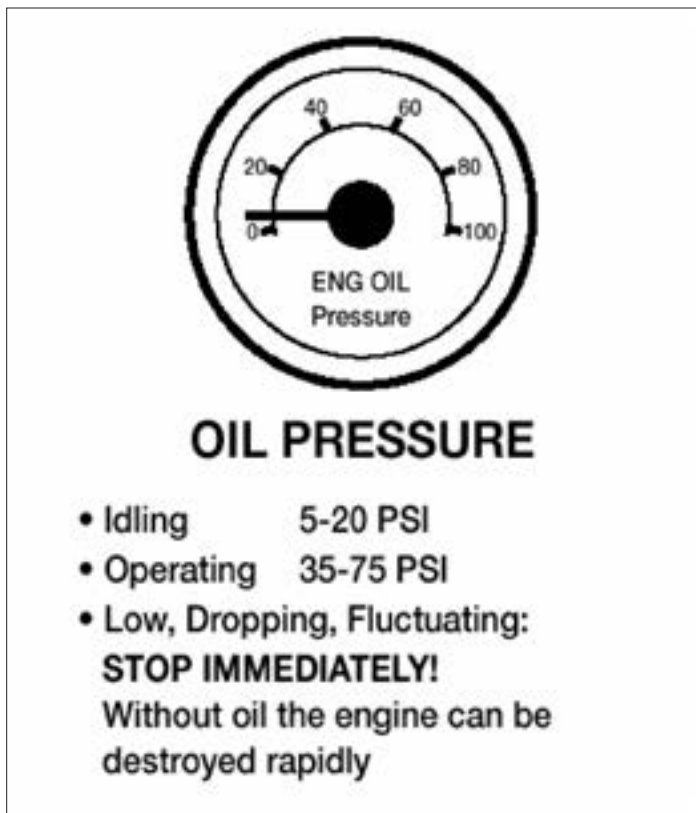 40 60
20 80
0 100
ENG OIL
Pressure
OIL PRESSURE
• Idling 5-20 PSI
• Operating 35-75 PSI
• Low, Dropping, Fluctuating:
STOP IMMEDIATELY!
Without oil the engine can be
destroyed rapidly